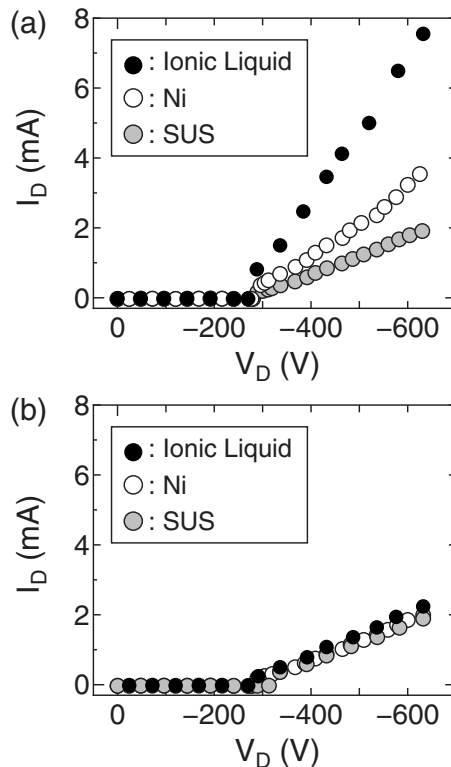 (a)
8
6
4
2
0
I_D (mA)
: Ionic Liquid
: Ni
: SUS
0
−200
−400
−600
V_D (V)
(b)
8
6
4
2
0
I_D (mA)
: Ionic Liquid
: Ni
: SUS
0
−200
−400
−600
V_D (V)